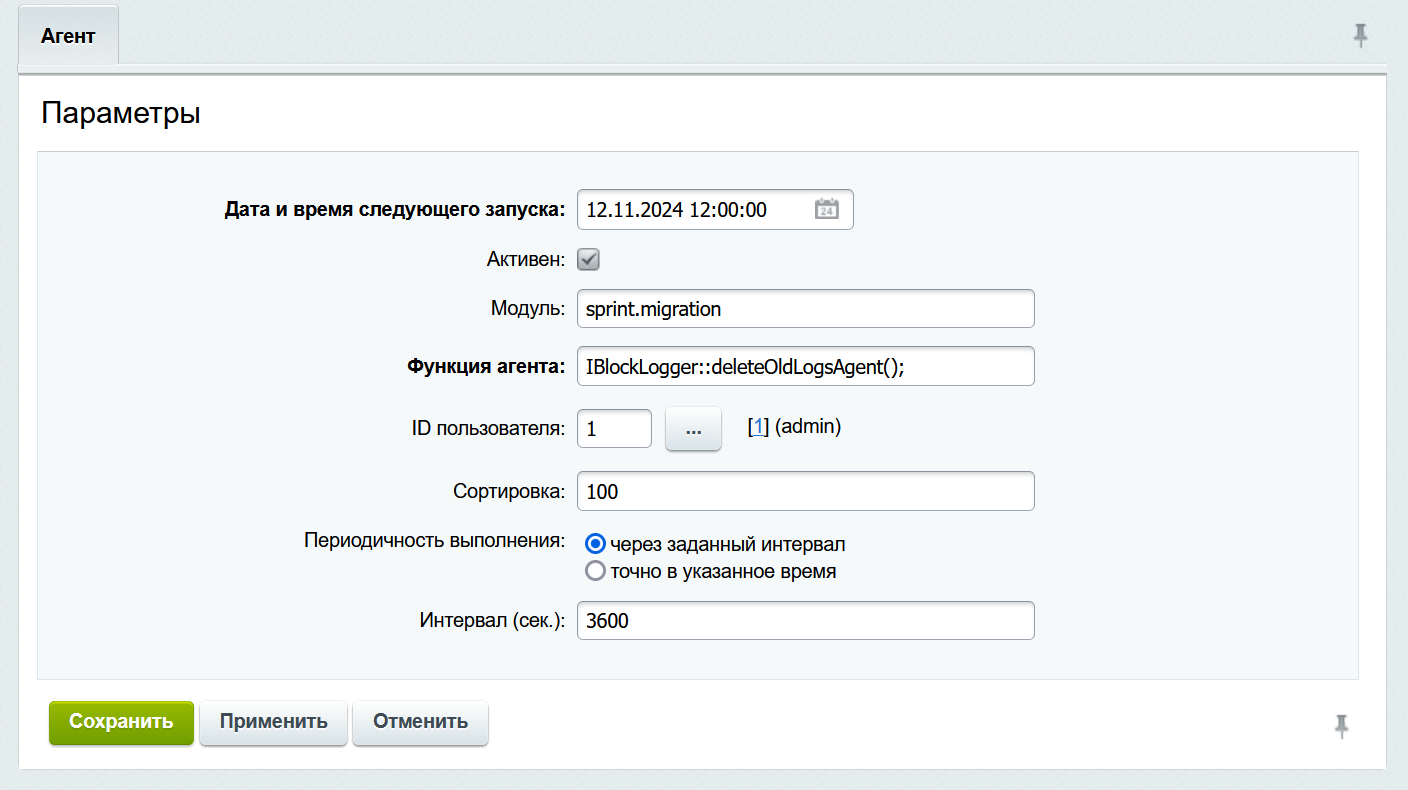 Агент
Параметры
Дата и время следующего запуска: 12.11.2024 12:00:00 24
Активен:
Модуль: sprint.migration
Функция агента: IBlockLogger::deleteOldLogsAgent();
ID пользователя: 1 ... [1] (admin)
Сортировка: 100
Периодичность выполнения: через заданный интервал
точно в указанное время
Интервал (сек.): 3600
Сохранить Применить Отменить